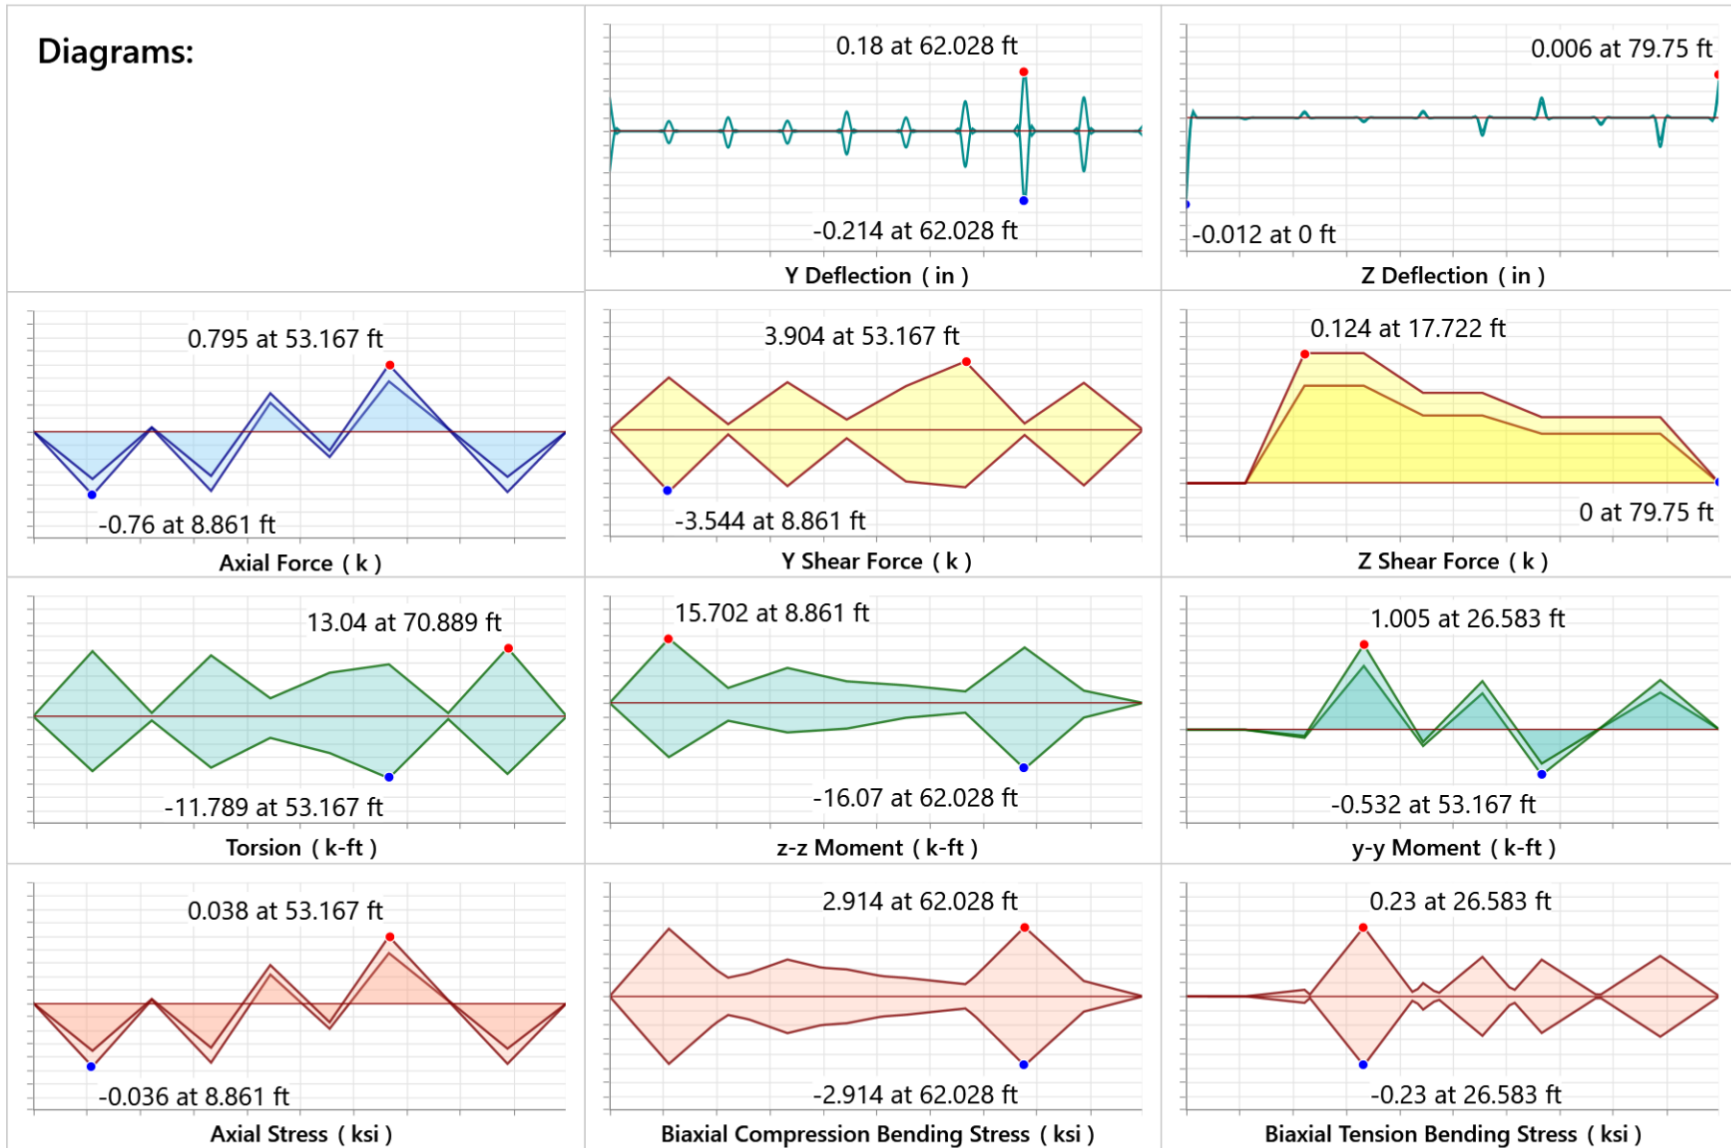 Diagrams:
0.18 at 62.028 ft
-0.214 at 62.028 ft
Y Deflection ( in )
0.006 at 79.75 ft
-0.012 at 0 ft
Z Deflection ( in )
0.795 at 53.167 ft
-0.76 at 8.861 ft
Axial Force ( k )
3.904 at 53.167 ft
-3.544 at 8.861 ft
Y Shear Force ( k )
0.124 at 17.722 ft
0 at 79.75 ft
Z Shear Force ( k )
13.04 at 70.889 ft
-11.789 at 53.167 ft
Torsion ( k-ft )
15.702 at 8.861 ft
-16.07 at 62.028 ft
z-z Moment ( k-ft )
1.005 at 26.583 ft
-0.532 at 53.167 ft
y-y Moment ( k-ft )
0.038 at 53.167 ft
-0.036 at 8.861 ft
Axial Stress ( ksi )
2.914 at 62.028 ft
-2.914 at 62.028 ft
Biaxial Compression Bending Stress ( ksi )
0.23 at 26.583 ft
-0.23 at 26.583 ft
Biaxial Tension Bending Stress ( ksi )